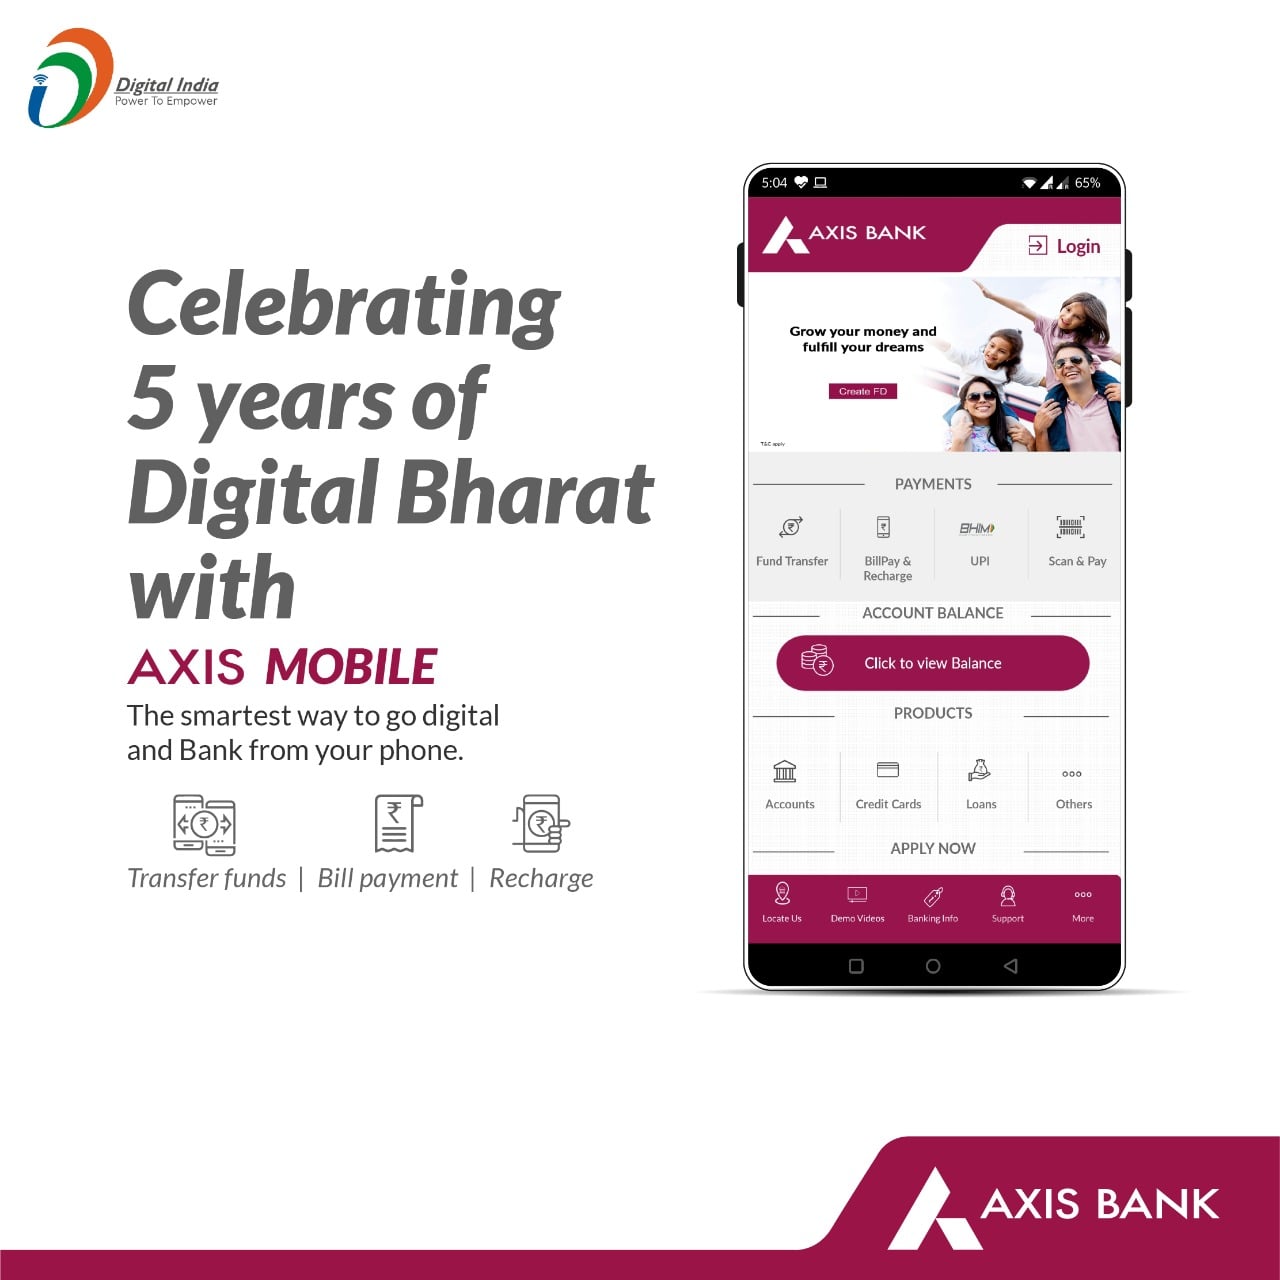 Digital India
Power To Empower
Celebrating
5 years of
Digital Bharat
with
AXIS MOBILE
The smartest way to go digital
and Bank from your phone.
Transfer funds | Bill payment | Recharge
5:04 65%
AXIS BANK
Login
Grow your money and
fulfill your dreams
Create FD
T&C apply
PAYMENTS
Fund Transfer
BillPay &
Recharge
BHIM
UPI
Scan & Pay
ACCOUNT BALANCE
Click to view Balance
PRODUCTS
Accounts Credit Cards Loans Others
APPLY NOW
Locate Us Demo Videos Banking Info Support More
AXIS BANK